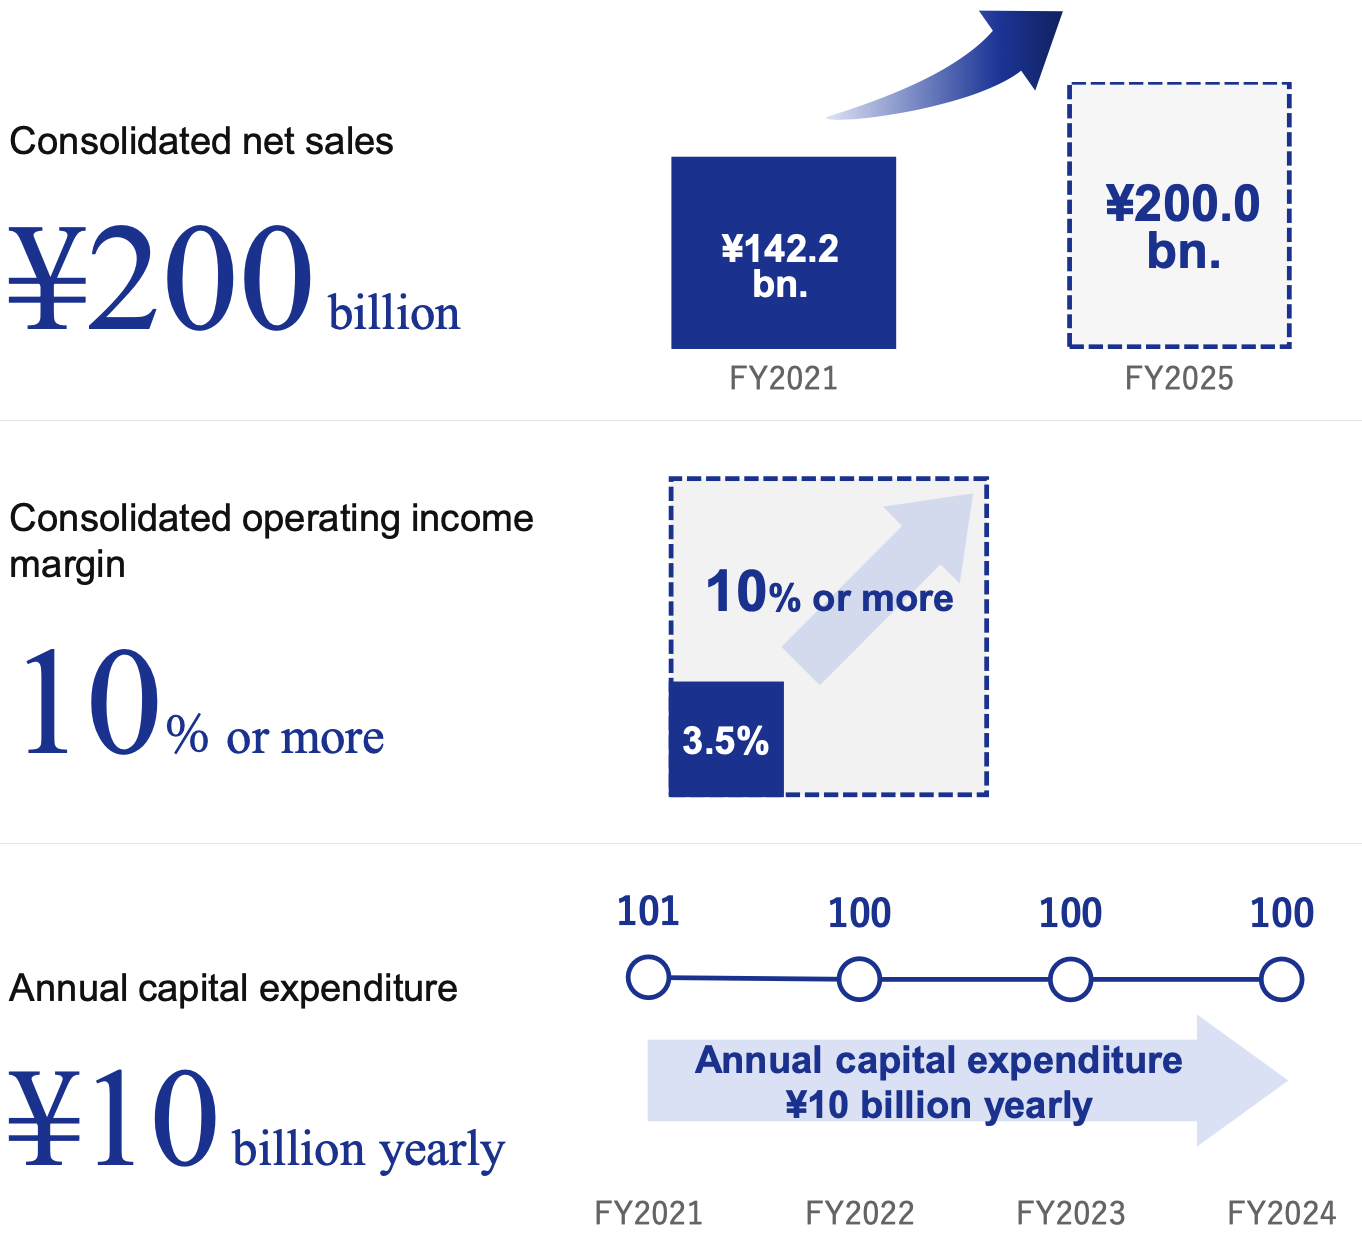 Consolidated net sales
¥200 billion
¥142.2
bn.
¥200.0
bn.
FY2021
FY2025
Consolidated operating income
margin
10% or more
10% or more
3.5%
Annual capital expenditure
¥10 billion yearly
101
100
100
100
Annual capital expenditure
¥10 billion yearly
FY2021
FY2022
FY2023
FY2024